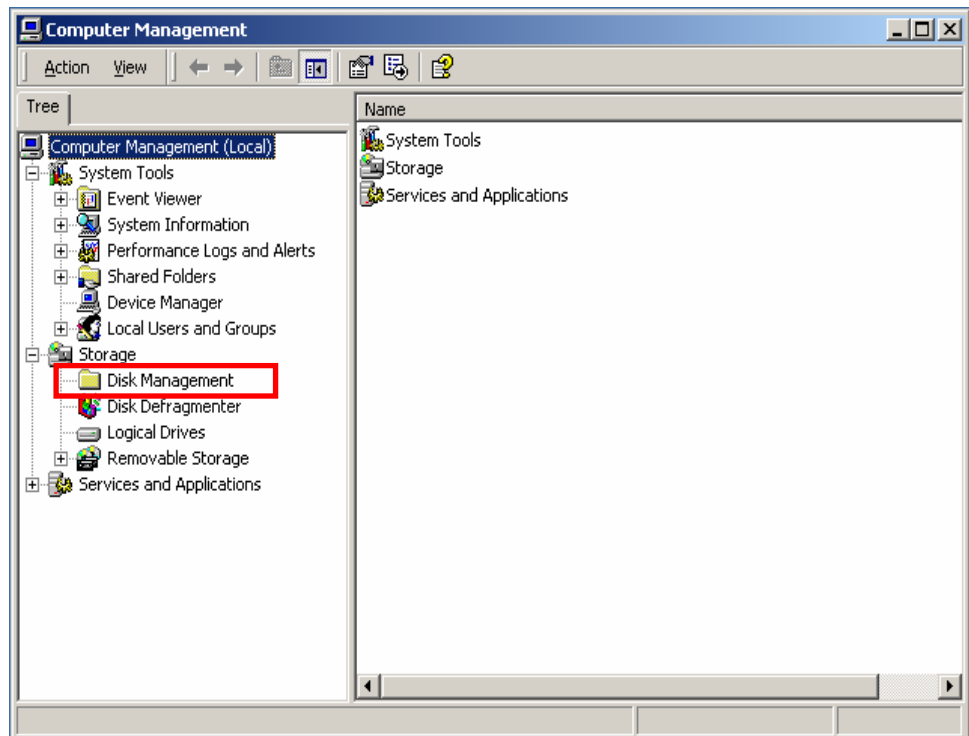 Computer Management
Action View
Tree
Name
Computer Management (Local)
System Tools
Event Viewer
System Information
Performance Logs and Alerts
Shared Folders
Device Manager
Local Users and Groups
Storage
Disk Management
Disk Defragmenter
Logical Drives
Removable Storage
Services and Applications
System Tools
Storage
Services and Applications